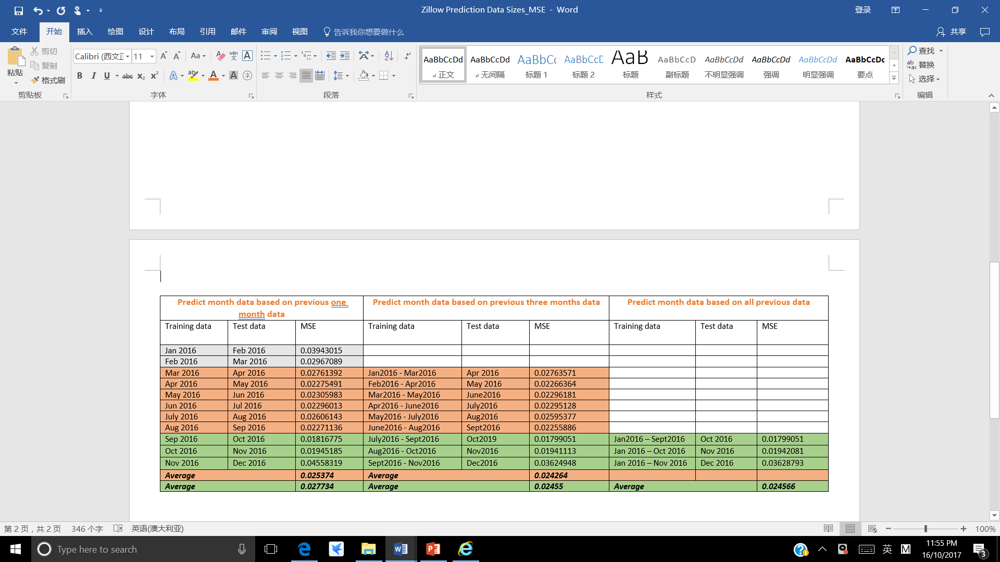 Zillow Prediction Data Sizes_MSE - Word
登录
文件 开始 插入 绘图 设计 布局 引用 邮件 审阅 视图 告诉我你想要做什么 共享
粘贴 剪切 复制 格式刷
Calibri (西文正 11
AaBbCcDd AaBbCcDd AaBbCc AaBbCcD AaB AaBbCcD AaBbCcDd AaBbCcDd AaBbCcDd AaBbCcDc
正文 无间隔 标题 1 标题 2 标题 副标题 不明显强调 强调 明显强调 要点
查找
替换
选择
剪贴板 字体 段落 样式 编辑
Predict month data based on previous one month data Predict month data based on previous three months data Predict month data based on all previous data
Training data Test data MSE Training data Test data MSE Training data Test data MSE
Jan 2016 Feb 2016 0.03943015
Feb 2016 Mar 2016 0.02967089
Mar 2016 Apr 2016 0.02761392 Jan2016 - Mar2016 Apr 2016 0.02763571
Apr 2016 May 2016 0.02275491 Feb2016 - Apr2016 May 2016 0.02266364
May 2016 Jun 2016 0.02305983 Mar2016 - May2016 June2016 0.02296181
Jun 2016 Jul 2016 0.02296013 Apr2016 - June2016 July2016 0.02295128
July 2016 Aug 2016 0.02606143 May2016 - July2016 Aug2016 0.02595377
Aug 2016 Sep 2016 0.02271136 June2016 - Aug2016 Sept2016 0.02255886
Sep 2016 Oct 2016 0.01816775 July2016 - Sept2016 Oct2019 0.01799051 Jan2016 – Sept2016 Oct 2016 0.01799051
Oct 2016 Nov 2016 0.01945185 Aug2016 - Oct2016 Nov2016 0.01941113 Jan 2016 – Oct 2016 Nov 2016 0.01942081
Nov 2016 Dec 2016 0.04558319 Sept2016 - Nov2016 Dec2016 0.03624948 Jan 2016 – Nov 2016 Dec 2016 0.03628793
Average 0.025374 Average 0.024264
Average 0.027734 Average 0.02455 Average 0.024566
第 2 页，共 2 页 346 个字 英语(澳大利亚) 100%
Type here to search
英 M
11:55 PM
16/10/2017
3